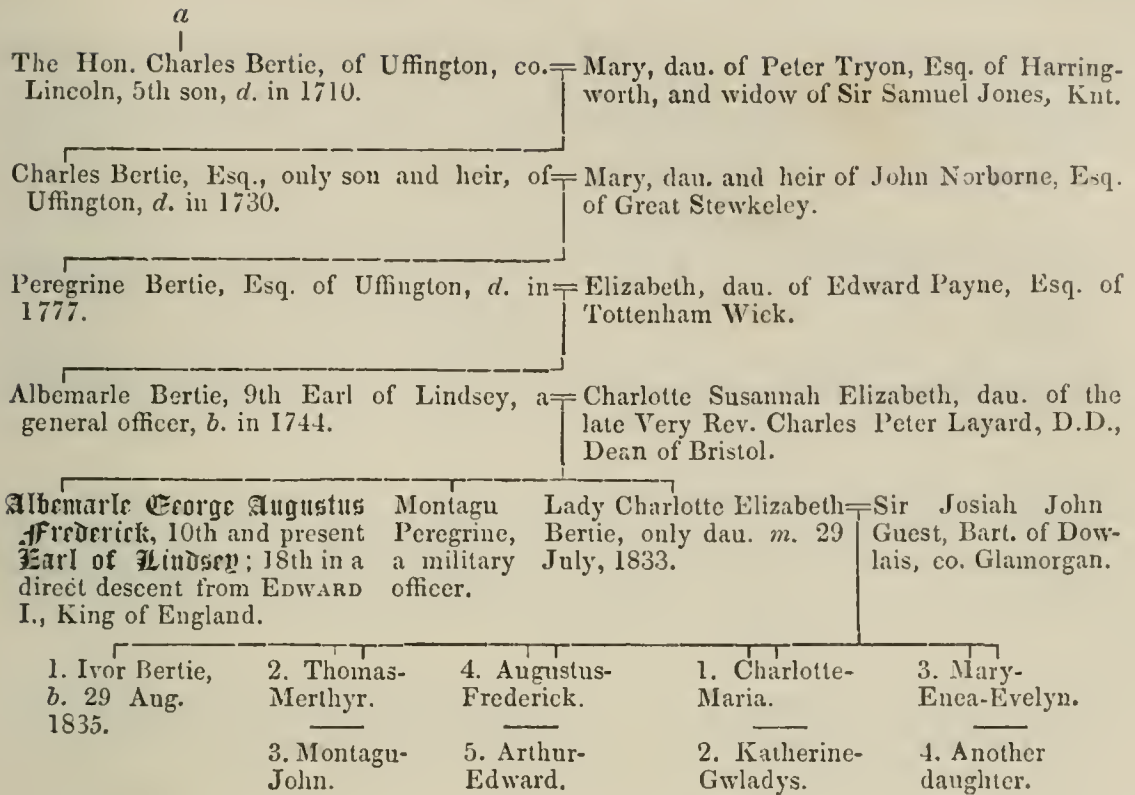 a
The Hon. Charles Bertie, of Uffington, co.
Lincoln, 5th son, d. in 1710.
Mary, dau. of Peter Tryon, Esq. of Harring-
worth, and widow of Sir Samuel Jones, Knt.
Charles Bertie, Esq., only son and heir, of
Uffington, d. in 1730.
Mary, dau. and heir of John Norborne, Esq.
of Great Stewkeley.
Peregrine Bertie, Esq. of Uffington, d. in
1777.
Elizabeth, dau. of Edward Payne, Esq. of
Tottenham Wick.
Albemarle Bertie, 9th Earl of Lindsey, a
general officer, b. in 1744.
Charlotte Susannah Elizabeth, dau. of the
late Very Rev. Charles Peter Layard, D.D.,
Dean of Bristol.
Albemarle George Augustus
Frederick, 10th and present
Earl of Lindsey; 18th in a
direct descent from EDWARD
I., King of England.
Montagu
Peregrine,
a military
officer.
Lady Charlotte Elizabeth
Bertie, only dau. m. 29
July, 1833.
Sir Josiah John
Guest, Bart. of Dow-
lais, co. Glamorgan.
1. Ivor Bertie,
b. 29 Aug.
1835.
2. Thomas-
Merthyr.
3. Montagu-
John.
4. Augustus-
Frederick.
5. Arthur-
Edward.
1. Charlotte-
Maria.
2. Katherine-
Gwladys.
3. Mary-
Enea-Evelyn.
4. Another
daughter.